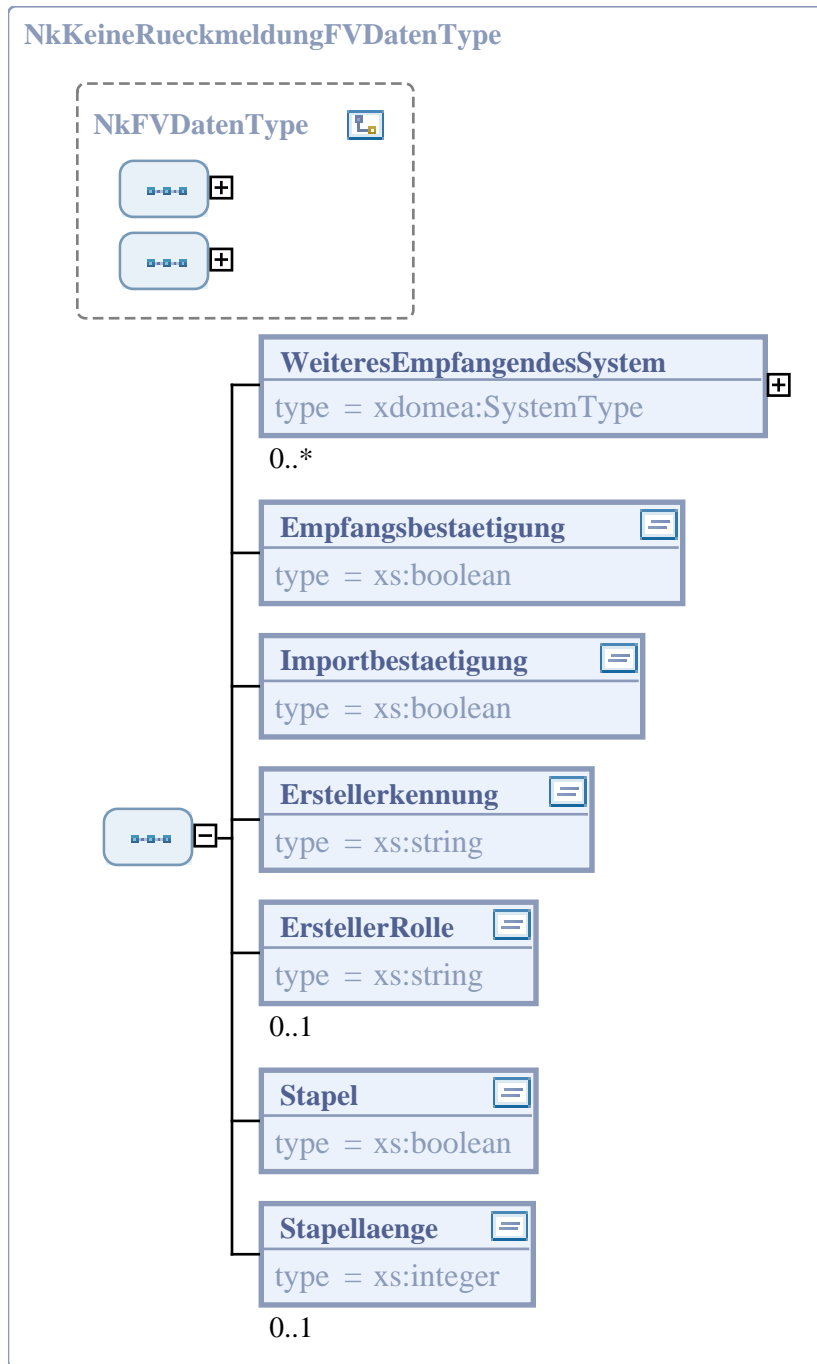 NkKeineRueckmeldungFVDatenType
NkFVDatenType
WeiteresEmpfangendesSystem
type = xdomea:SystemType
0..*
Empfangsbestaetigung
type = xs:boolean
Importbestaetigung
type = xs:boolean
Erstellerkennung
type = xs:string
ErstellerRolle
type = xs:string
0..1
Stapel
type = xs:boolean
Stapellaenge
type = xs:integer
0..1